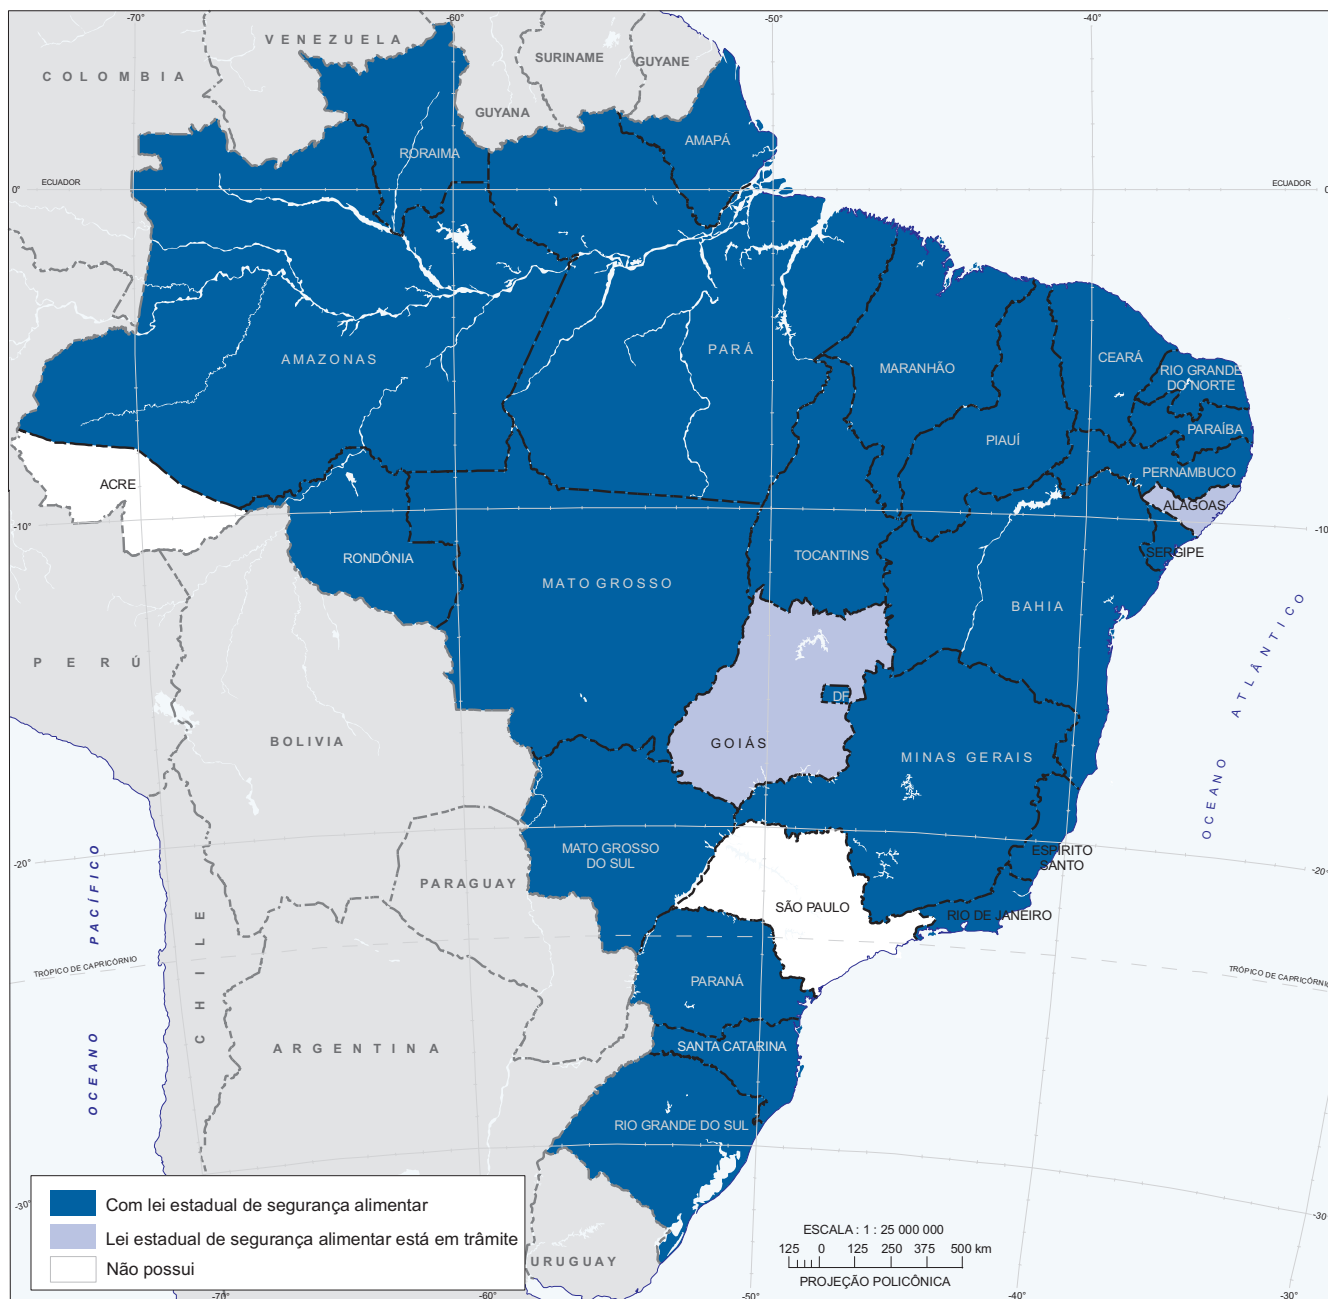 -70°
-60°
-50°
-40°
VENEZUELA
COLOMBIA
SURINAME
GUYANE
GUYANA
AMAPÁ
RORAIMA
0°
ECUADOR
ECUADOR
0
AMAZONAS
PARÁ
MARANHÃO
CEARÁ
RIO GRANDE
DO NORTE
PIAUÍ
PARAÍBA
PERNAMBUCO
ACRE
ALAGOAS
-10°
-10
RONDÔNIA
TOCANTINS
SERGIPE
MATO GROSSO
BAHIA
PERÚ
OCEANO ATLÂNTICO
DF
BOLIVIA
GOIÁS
MINAS GERAIS
-20°
MATO GROSSO
DO SUL
ESPÍRITO
SANTO
-20°
PARAGUAY
SÃO PAULO
RIO DE JANEIRO
OCEANO PACÍFICO
CHILE
TRÓPICO DE CAPRICÓRNIO
TRÓPICO DE CAPRICÓRNIO
PARANÁ
ARGENTINA
SANTA CATARINA
RIO GRANDE DO SUL
-30°
-30°
Com lei estadual de segurança alimentar
Lei estadual de segurança alimentar está em trâmite
Não possui
URUGUAY
ESCALA : 1 : 25 000 000
125 0 125 250 375 500 km
PROJEÇÃO POLICÔNICA
-70°
-60°
-50°
-40°
-30°